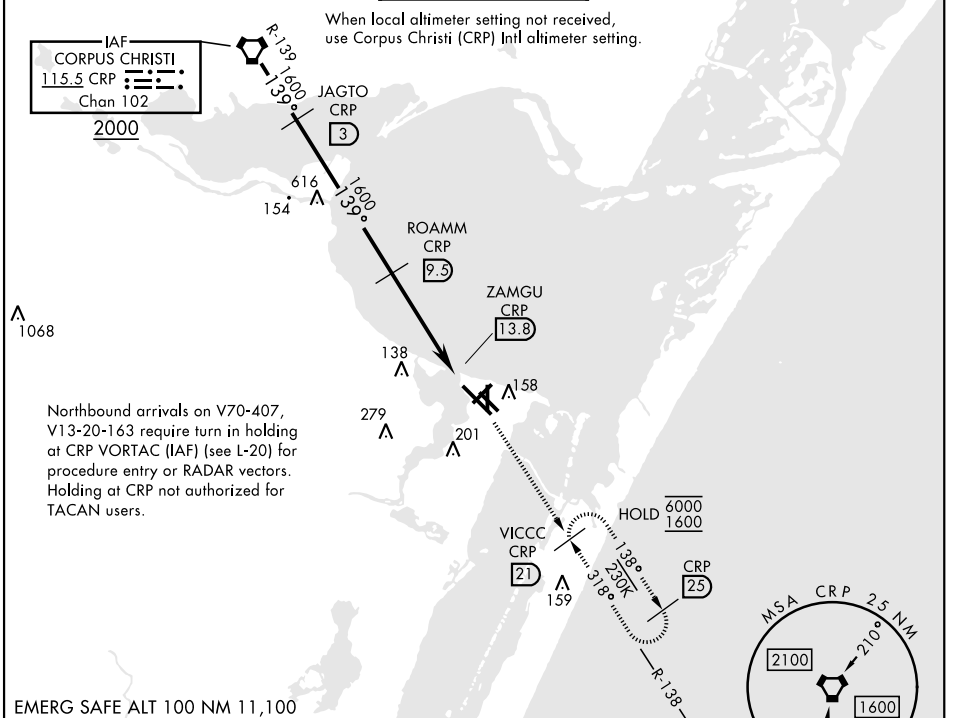 When local altimeter setting not received,
use Corpus Christi (CRP) Intl altimeter setting.
IAF
CORPUS CHRISTI
115.5 CRP
Chan 102
2000
R-139
1600
139°
JAGTO
CRP
3
616
154
1600
139°
ROAMM
CRP
9.5
ZAMGU
CRP
13.8
1068
138
158
279
201
Northbound arrivals on V70-407,
V13-20-163 require turn in holding
at CRP VORTAC (IAF) (see L-20) for
procedure entry or RADAR vectors.
Holding at CRP not authorized for
TACAN users.
HOLD 6000
1600
VICCC
CRP
21
138°
230K
318°
CRP
25
159
R-138
MSA CRP 25 NM
210°
2100
1600
EMERG SAFE ALT 100 NM 11,100